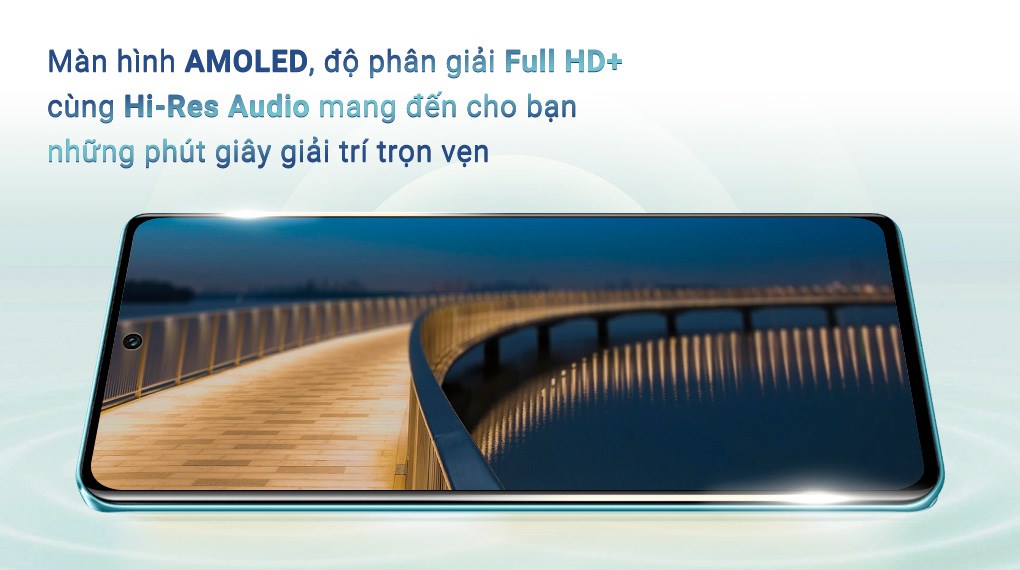 Màn hình AMOLED, độ phân giải Full HD+
cùng Hi-Res Audio mang đến cho bạn
những phút giây giải trí trọn vẹn